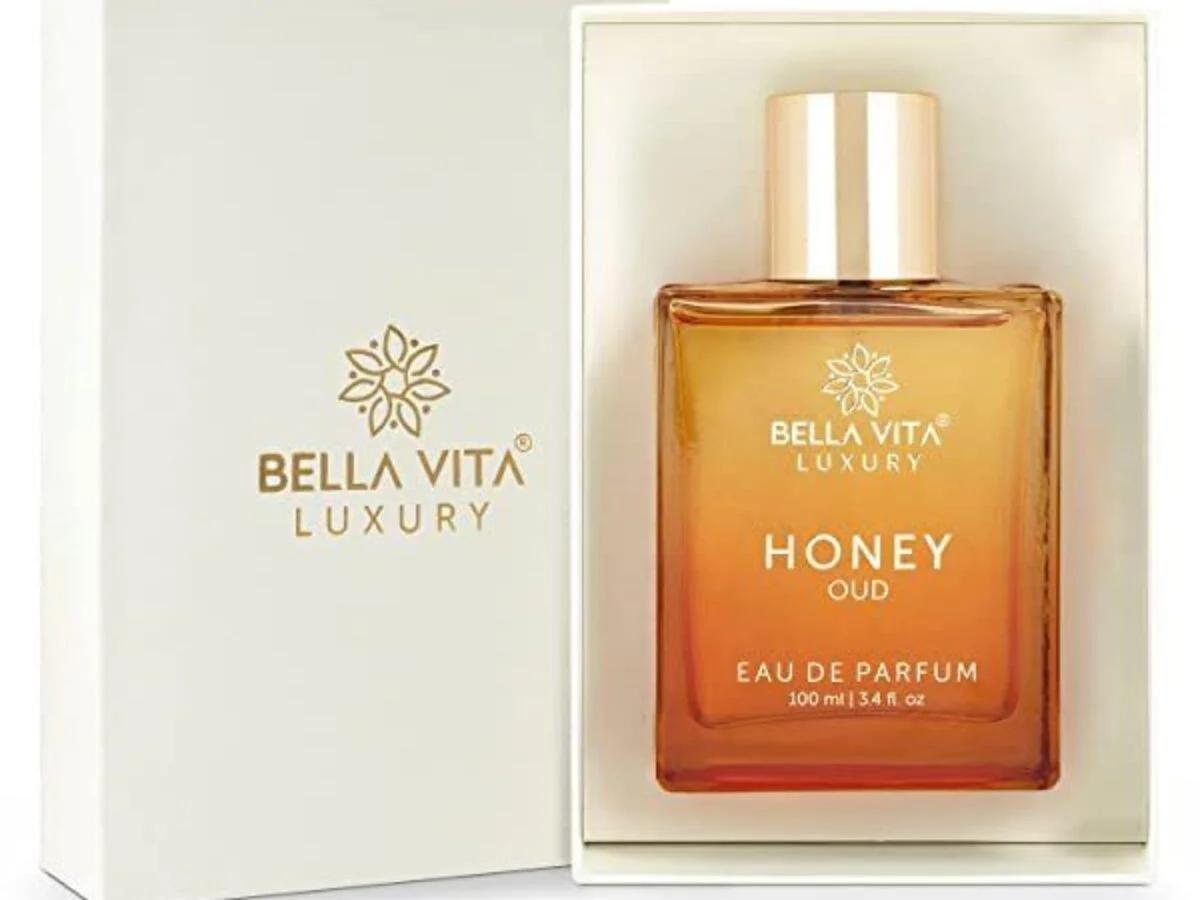 BELLA VITA®
LUXURY
BELLA VITA®
LUXURY
HONEY
OUD
EAU DE PARFUM
100 ml | 3.4 fl. oz